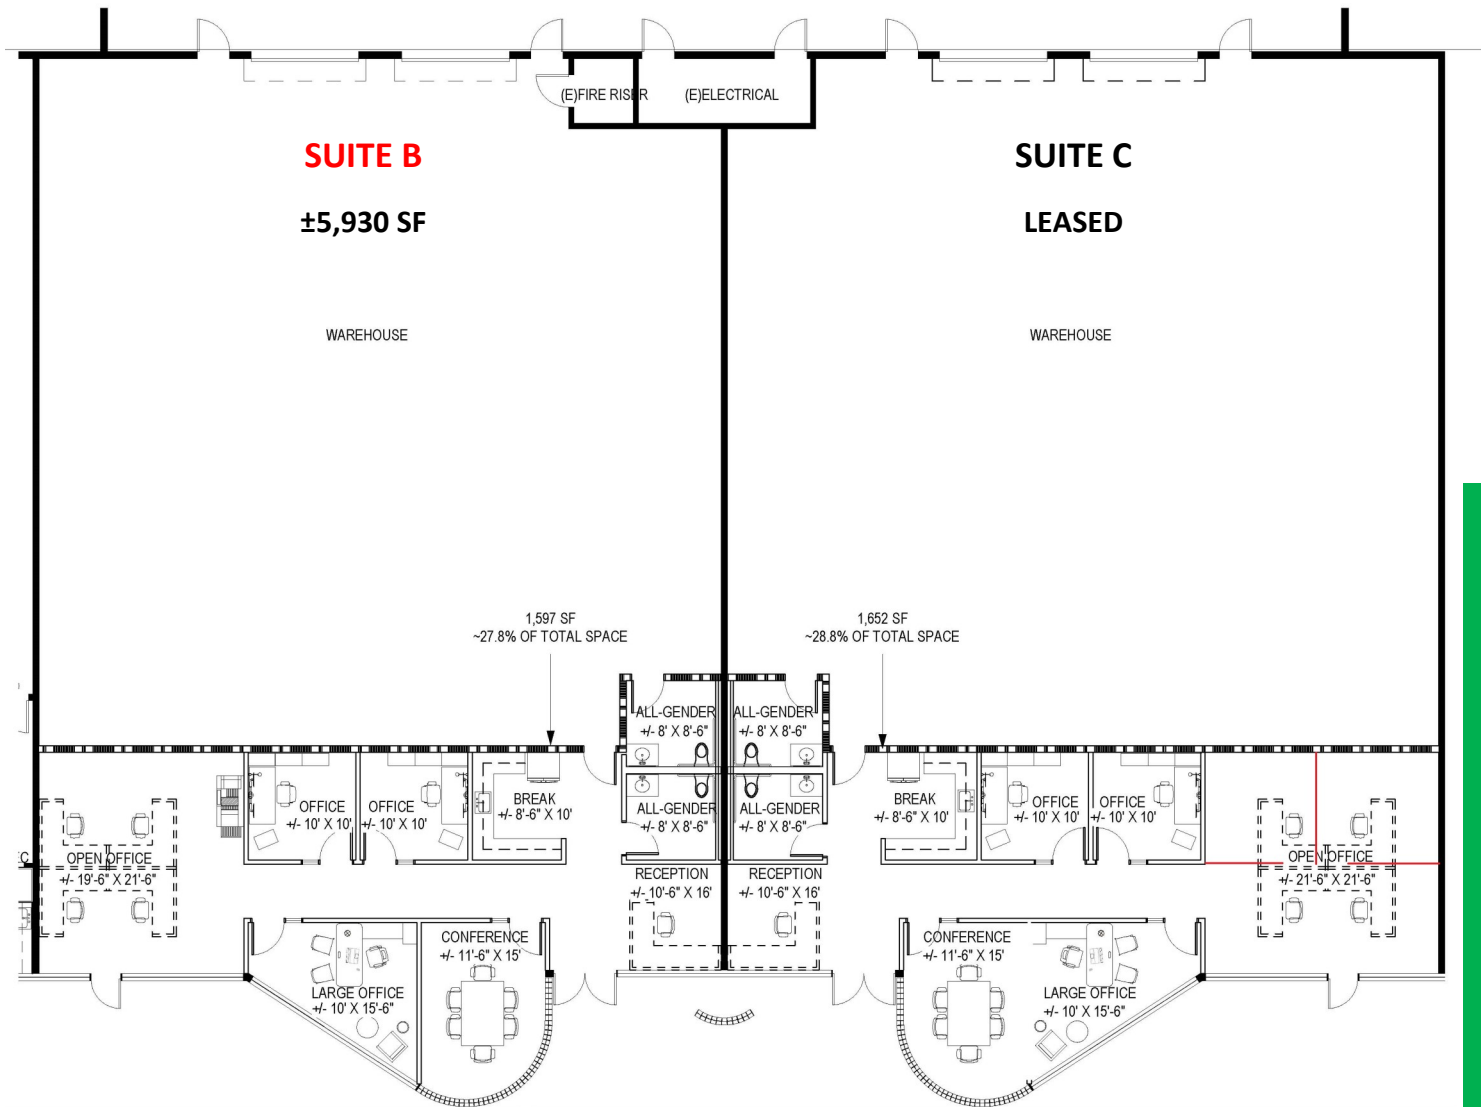 (E)FIRE RISER
(E)ELECTRICAL
SUITE B
±5,930 SF
SUITE C
LEASED
WAREHOUSE
WAREHOUSE
1,597 SF
~27.8% OF TOTAL SPACE
1,652 SF
~28.8% OF TOTAL SPACE
ALL-GENDER
+/- 8' X 8'-6"
ALL-GENDER
+/- 8' X 8'-6"
OPEN OFFICE
+/- 19'-6" X 21'-6"
OFFICE
+/- 10' X 10'
OFFICE
+/- 10' X 10'
BREAK
+/- 8'-6" X 10'
ALL-GENDER
+/- 8' X 8'-6"
ALL-GENDER
+/- 8' X 8'-6"
BREAK
+/- 8'-6" X 10'
OFFICE
+/- 10' X 10'
OFFICE
+/- 10' X 10'
OPEN OFFICE
+/- 21'-6" X 21'-6"
RECEPTION
+/- 10'-6" X 16'
RECEPTION
+/- 10'-6" X 16'
CONFERENCE
+/- 11'-6" X 15'
LARGE OFFICE
+/- 10' X 15'-6"
CONFERENCE
+/- 11'-6" X 15'
LARGE OFFICE
+/- 10' X 15'-6"